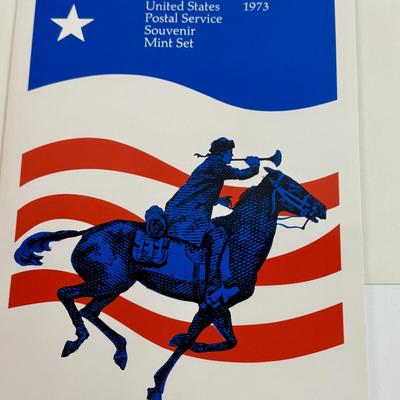 United States 1973
Postal Service
Souvenir
Mint Set